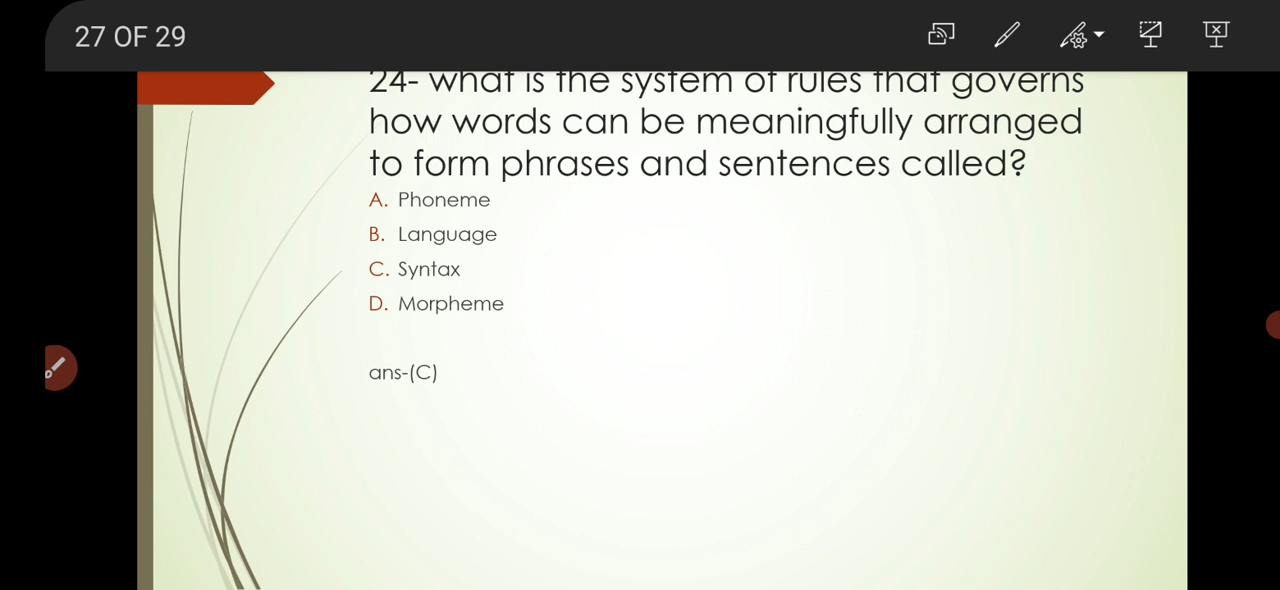 27 OF 29
24- what is the system of rules that governs
how words can be meaningfully arranged
to form phrases and sentences called?
A. Phoneme
B. Language
C. Syntax
D. Morpheme
ans-(C)